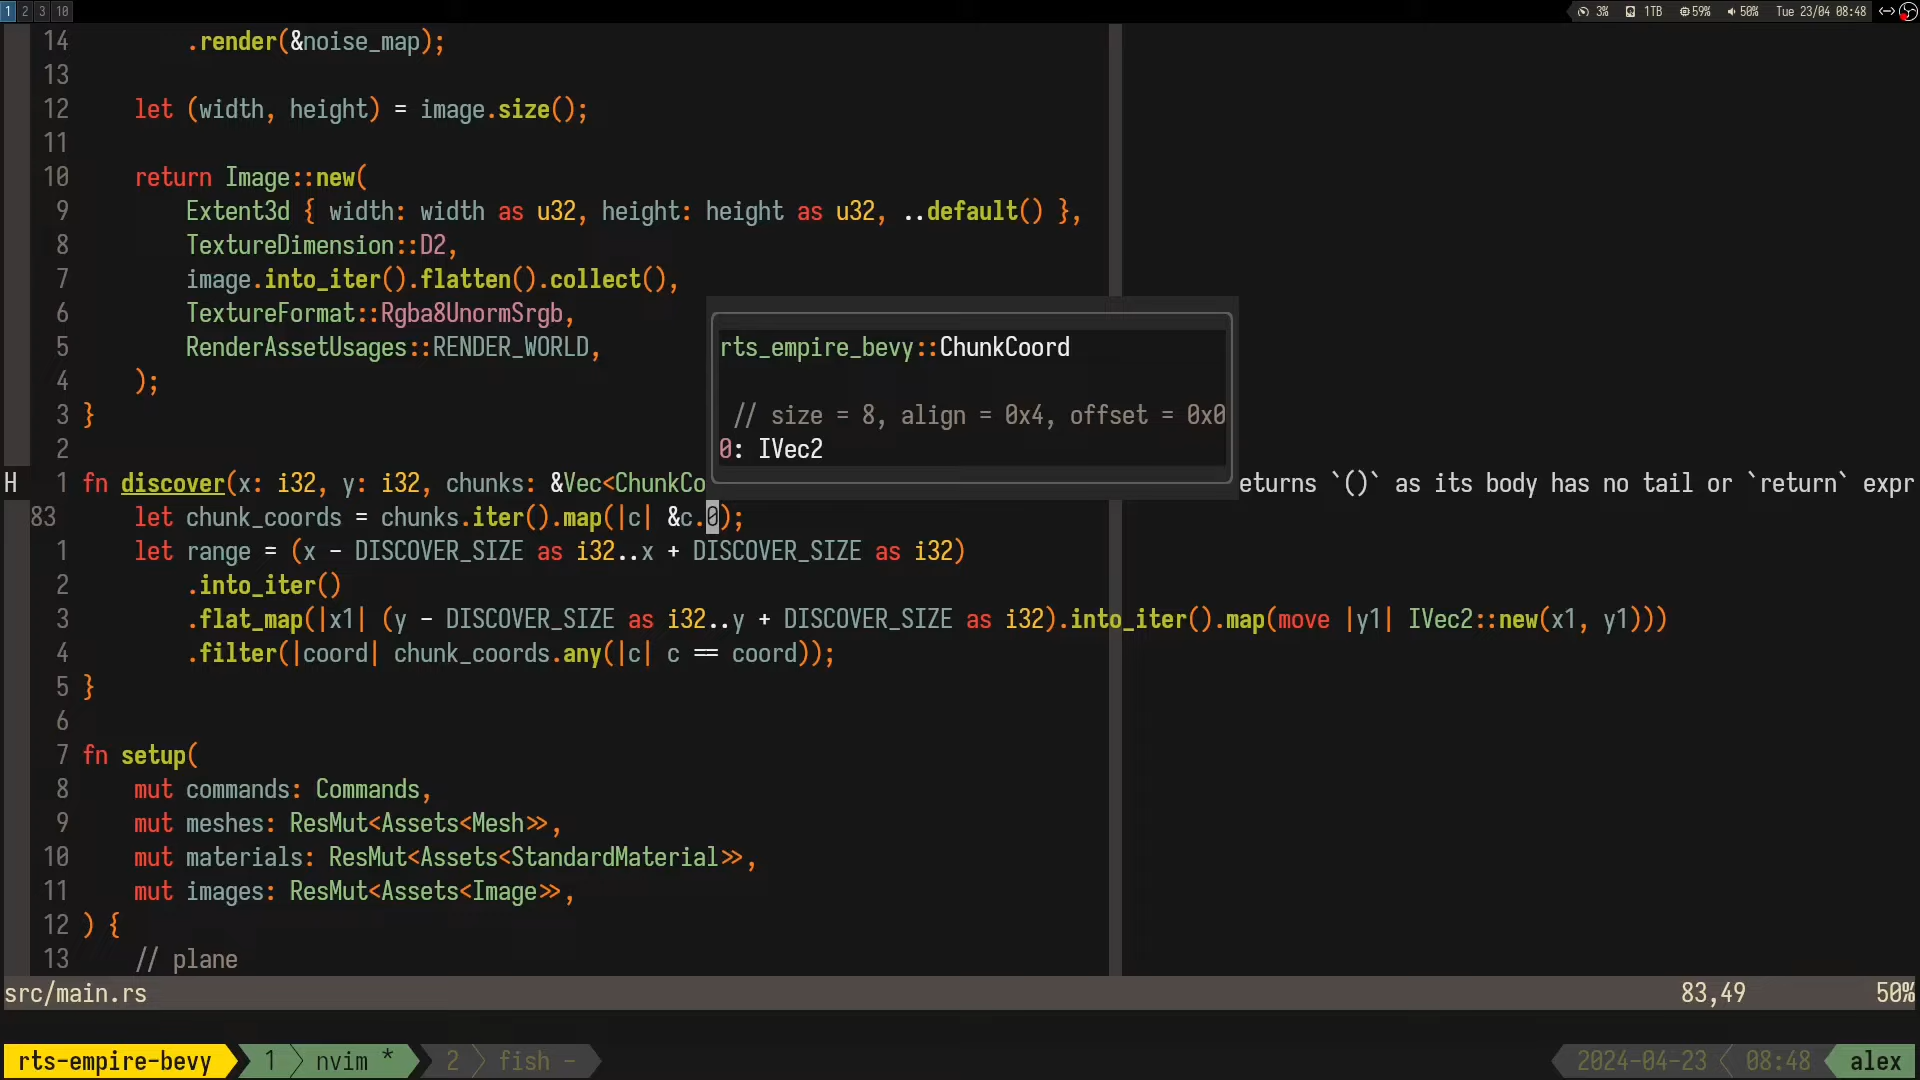 1 2 3 10 3% 1TB 59% 50% Tue 23/04 08:48
14 .render(&noise_map);
13
12 let (width, height) = image.size();
11
10 return Image::new(
9 Extent3d { width: width as u32, height: height as u32, ..default() },
8 TextureDimension::D2,
7 image.into_iter().flatten().collect(),
6 TextureFormat::Rgba8UnormSrgb,
5 RenderAssetUsages::RENDER_WORLD,
4 );
3 }
2
rts_empire_bevy::ChunkCoord
// size = 8, align = 0x4, offset = 0x0
0: IVec2
H 1 fn discover(x: i32, y: i32, chunks: &Vec<ChunkCo eturns `()` as its body has no tail or `return` expr
83 let chunk_coords = chunks.iter().map(|c| &c.0);
1 let range = (x - DISCOVER_SIZE as i32..x + DISCOVER_SIZE as i32)
2 .into_iter()
3 .flat_map(|x1| (y - DISCOVER_SIZE as i32..y + DISCOVER_SIZE as i32).into_iter().map(move |y1| IVec2::new(x1, y1)))
4 .filter(|coord| chunk_coords.any(|c| c == coord));
5 }
6
7 fn setup(
8 mut commands: Commands,
9 mut meshes: ResMut<Assets<Mesh>>,
10 mut materials: ResMut<Assets<StandardMaterial>>,
11 mut images: ResMut<Assets<Image>>,
12 ) {
13 // plane
src/main.rs 83,49 50%
rts-empire-bevy 1 nvim * 2 fish - 2024-04-23 08:48 alex